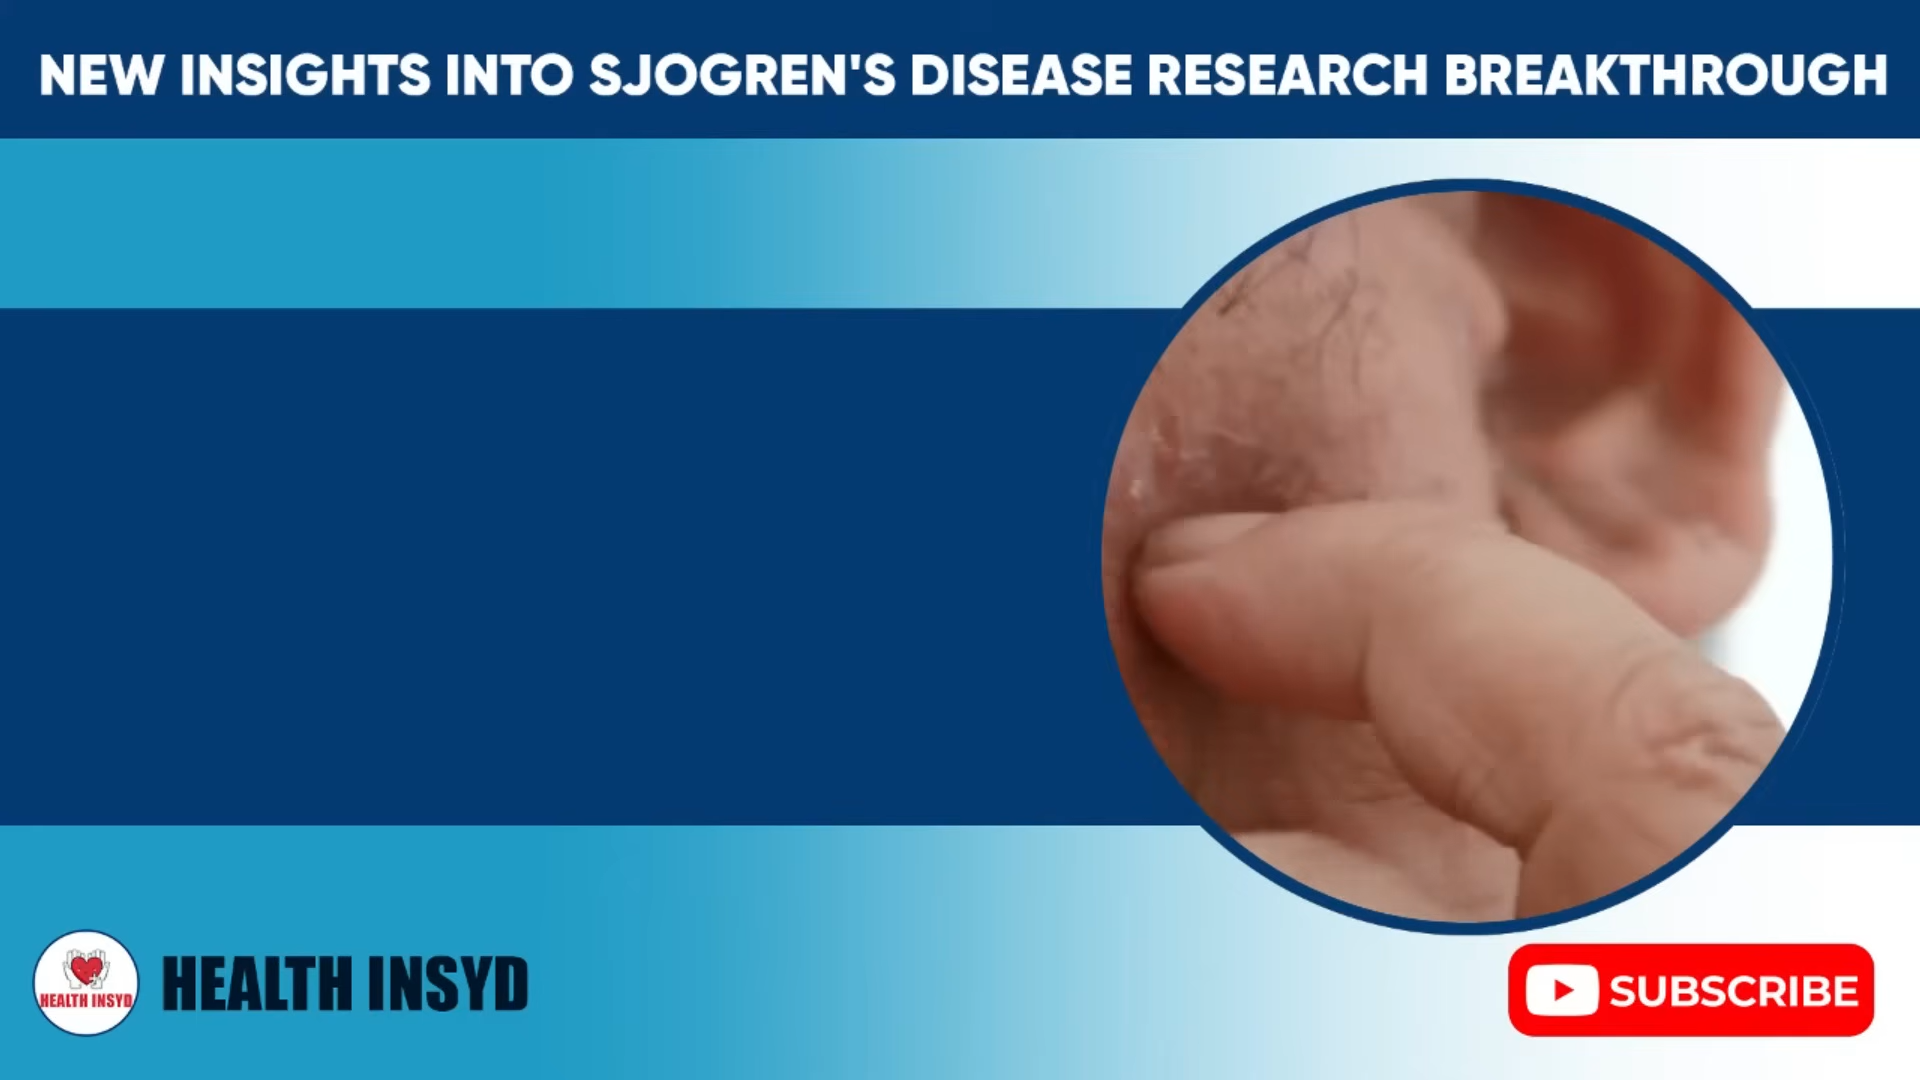 NEW INSIGHTS INTO SJOGREN'S DISEASE RESEARCH BREAKTHROUGH
HEALTH INSYD
HEALTH INSYD
SUBSCRIBE